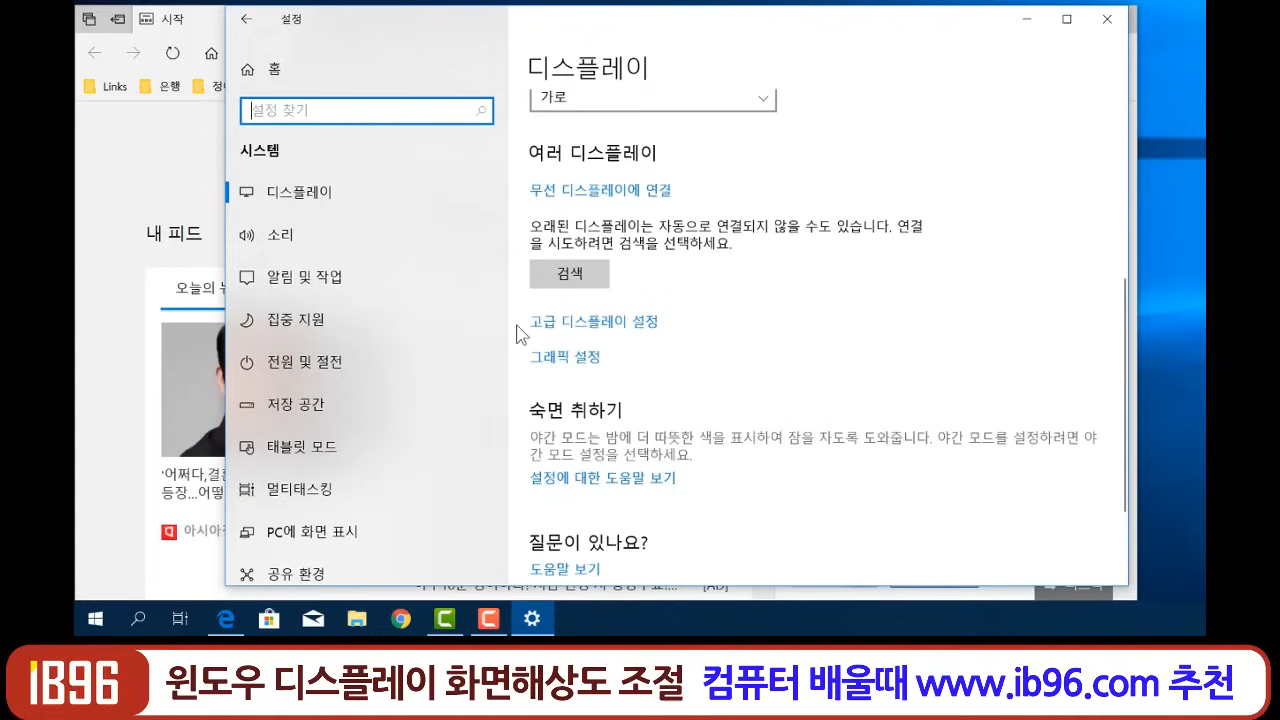 시작
설정
홈
Links
은행
설정 찾기
시스템
디스플레이
소리
알림 및 작업
집중 지원
전원 및 절전
저장 공간
태블릿 모드
멀티태스킹
PC에 화면 표시
공유 환경
내 피드
오늘의
등장...어떻
아시아
디스플레이
가로
여러 디스플레이
무선 디스플레이에 연결
오래된 디스플레이는 자동으로 연결되지 않을 수도 있습니다. 연결
을 시도하려면 검색을 선택하세요.
검색
고급 디스플레이 설정
그래픽 설정
숙면 취하기
야간 모드는 밤에 더 따뜻한 색을 표시하여 잠을 자도록 도와줍니다. 야간 모드를 설정하려면 야
간 모드 설정을 선택하세요.
설정에 대한 도움말 보기
질문이 있나요?
도움말 보기
[AD]
IB96
윈도우 디스플레이 화면해상도 조절 컴퓨터 배울때 www.ib96.com 추천